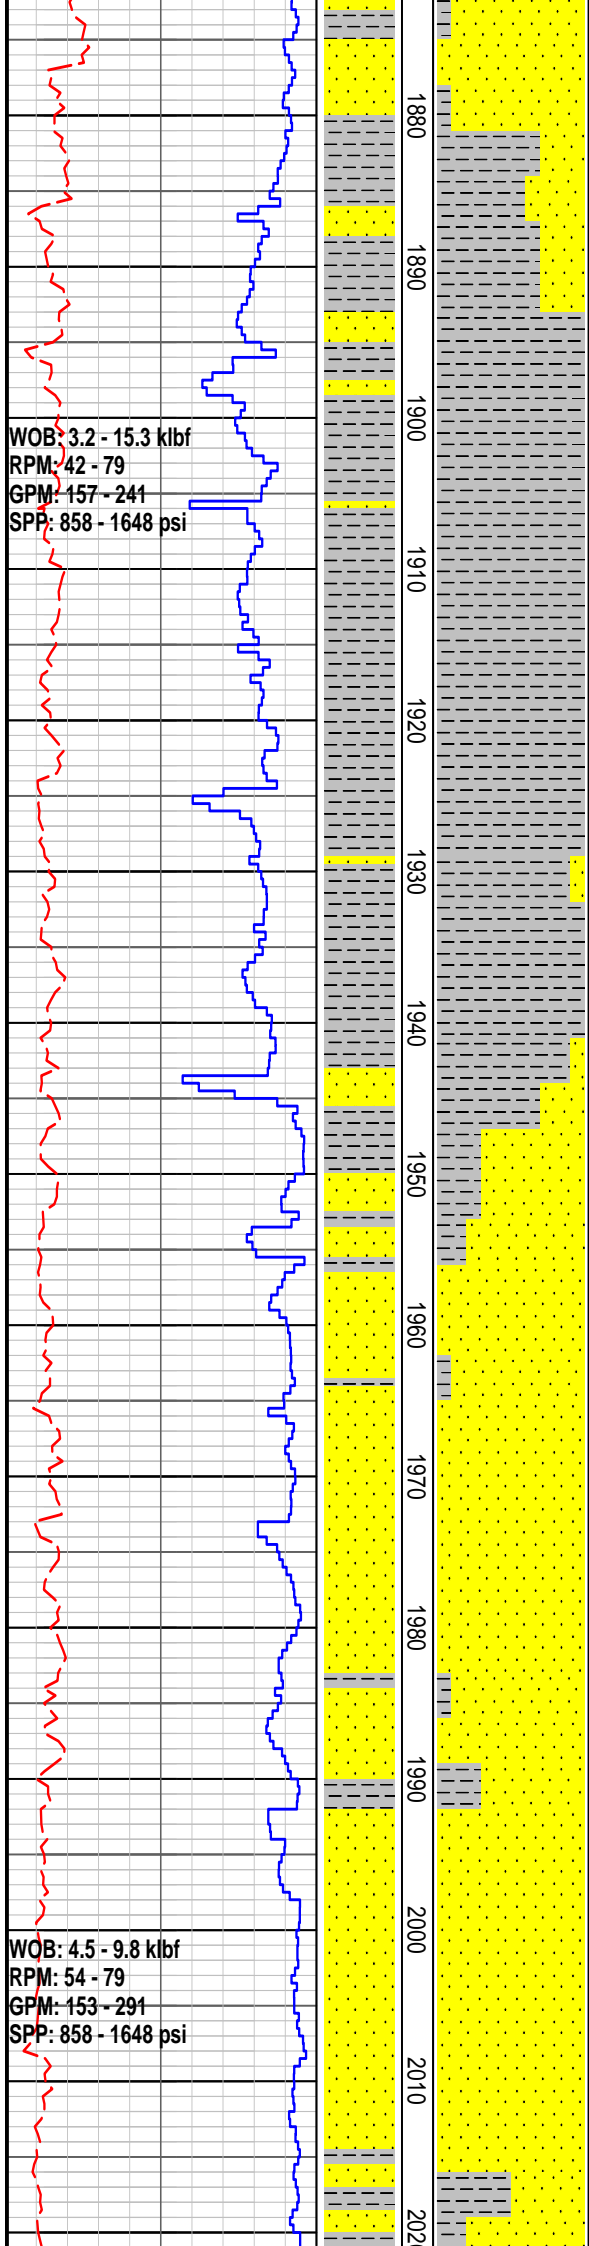 1880
1890
1900
WOB: 3.2 - 15.3 klbf
RPM: 42 - 79
GPM: 157 - 241
SPP: 858 - 1648 psi
1910
1920
1930
1940
1950
1960
1970
1980
1990
2000
WOB: 4.5 - 9.8 klbf
RPM: 54 - 79
GPM: 153 - 291
SPP: 858 - 1648 psi
2010
2020